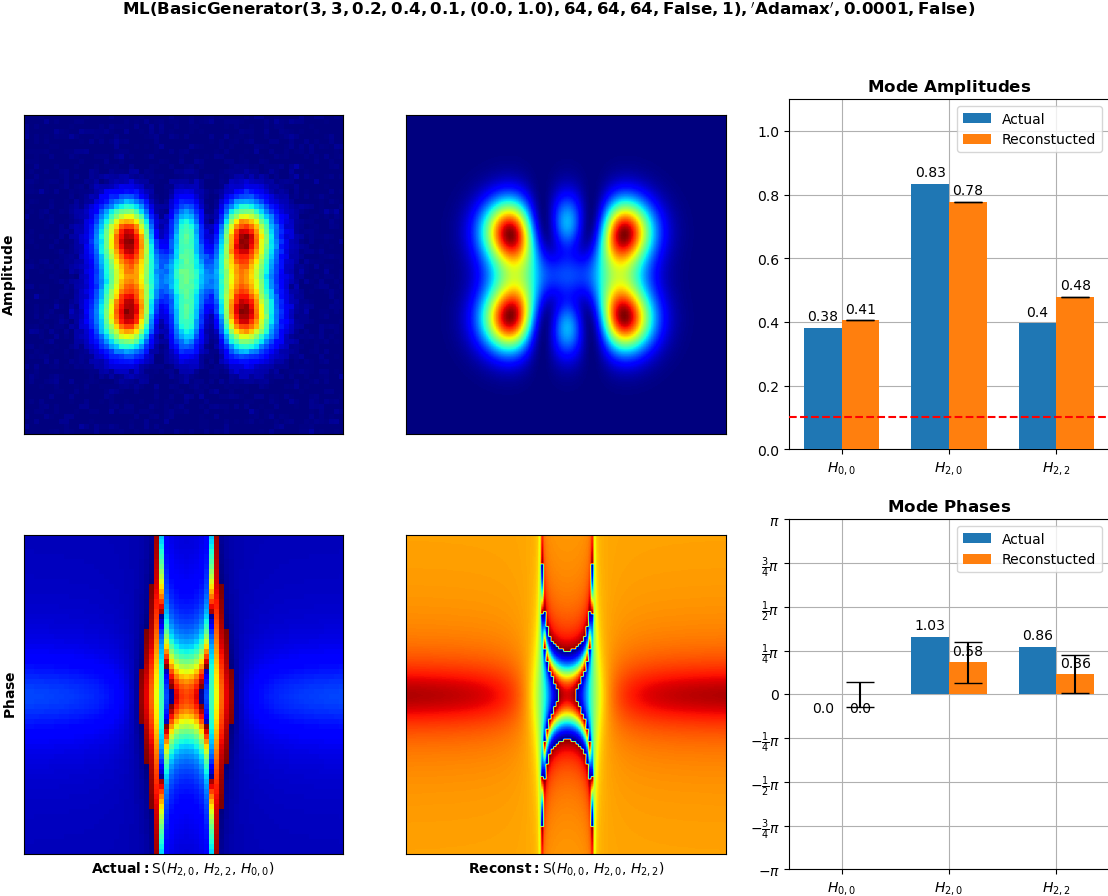 ML(BasicGenerator(3, 3, 0.2, 0.4, 0.1, (0.0, 1.0), 64, 64, 64, False, 1), ′Adamax′, 0.0001, False)
Amplitude
Mode Amplitudes
Actual
Reconstucted
1.0
0.8
0.6
0.4
0.2
0.0
0.38
0.41
0.83
0.78
0.4
0.48
H0,0
H2,0
H2,2
Phase
Actual: S(H2,0, H2,2, H0,0)
Reconst: S(H0,0, H2,0, H2,2)
Mode Phases
Actual
Reconstucted
π
3/4π
1/2π
1/4π
0
−1/4π
−1/2π
−3/4π
−π
0.0
0.0
1.03
0.58
0.86
0.36
H0,0
H2,0
H2,2